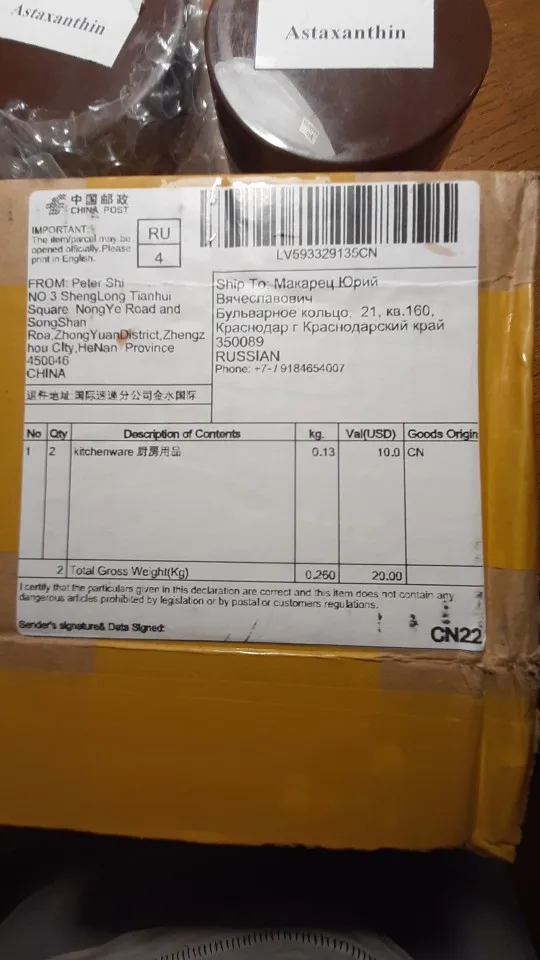 Astaxanthin
Astaxanthin
中国邮政
CHINA POST
IMPORTANT:
The item/parcel may be
opened officially. Please
print in English.
RU
4
LV593329135CN
FROM: Peter Shi
NO 3 ShengLong Tianhui
Square NongYe Road and
SongShan
Roa,ZhongYuanDistrict,Zhengz
hou City,HeNan Province
450046
CHINA
退件地址:国际速递分公司金水国际
Ship To: Макарец Юрий
Вячеславович
Бульварное кольцо, 21, кв.160,
Краснодар г Краснодарский край
350089
RUSSIAN
Phone: +7-/9184654007
No Qty Description of Contents kg. Val(USD) Goods Origin
1 2 kitchenware 厨房用品 0.13 10.0 CN
2 Total Gross Weight(Kg) 0.260 20.00
I certify that the particulars given in this declaration are correct and this item does not contain any
dangerous articles prohibited by legislation or by postal or customs regulations.
Sender's signature& Data Signed:
CN22